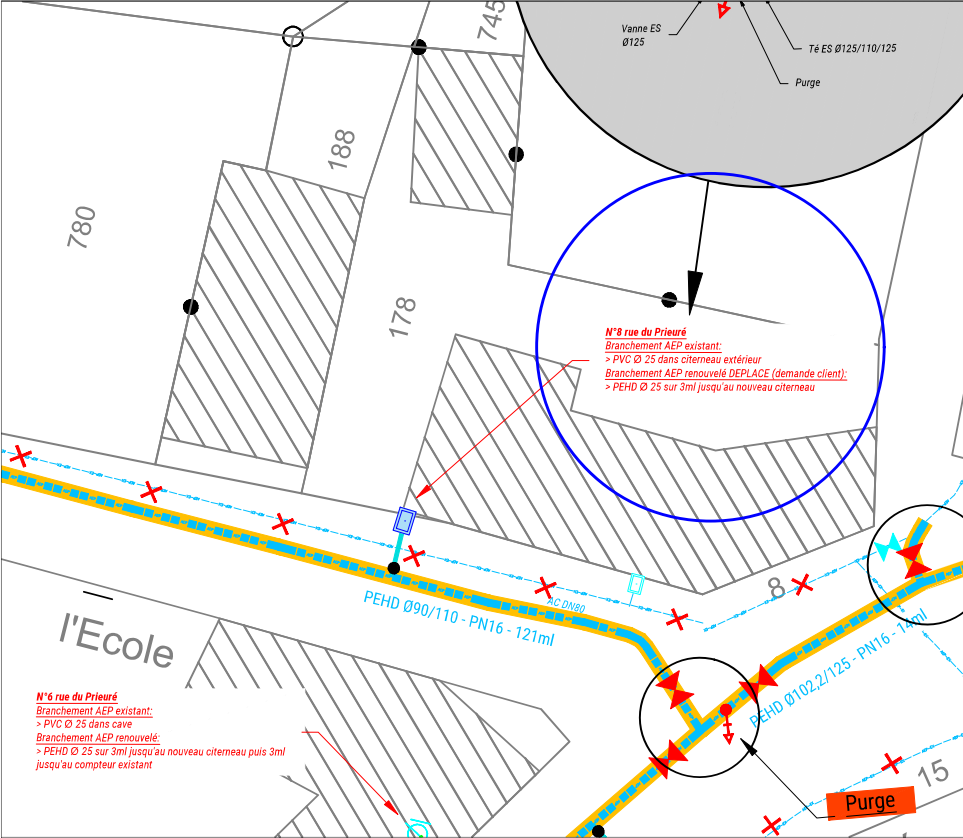 745
Vanne ES
Ø125
Té ES Ø125/110/125
Purge
188
780
178
N°8 rue du Prieuré
Branchement AEP existant:
> PVC Ø 25 dans citerneau extérieur
Branchement AEP renouvelé DEPLACE (demande client):
> PEHD Ø 25 sur 3ml jusqu'au nouveau citerneau
8
AC DN80
PEHD Ø90/110 - PN16 - 121ml
PEHD Ø102,2/125 - PN16 - 14ml
l'Ecole
N°6 rue du Prieuré
Branchement AEP existant:
> PVC Ø 25 dans cave
Branchement AEP renouvelé:
> PEHD Ø 25 sur 3ml jusqu'au nouveau citerneau puis 3ml
jusqu'au compteur existant
15
Purge